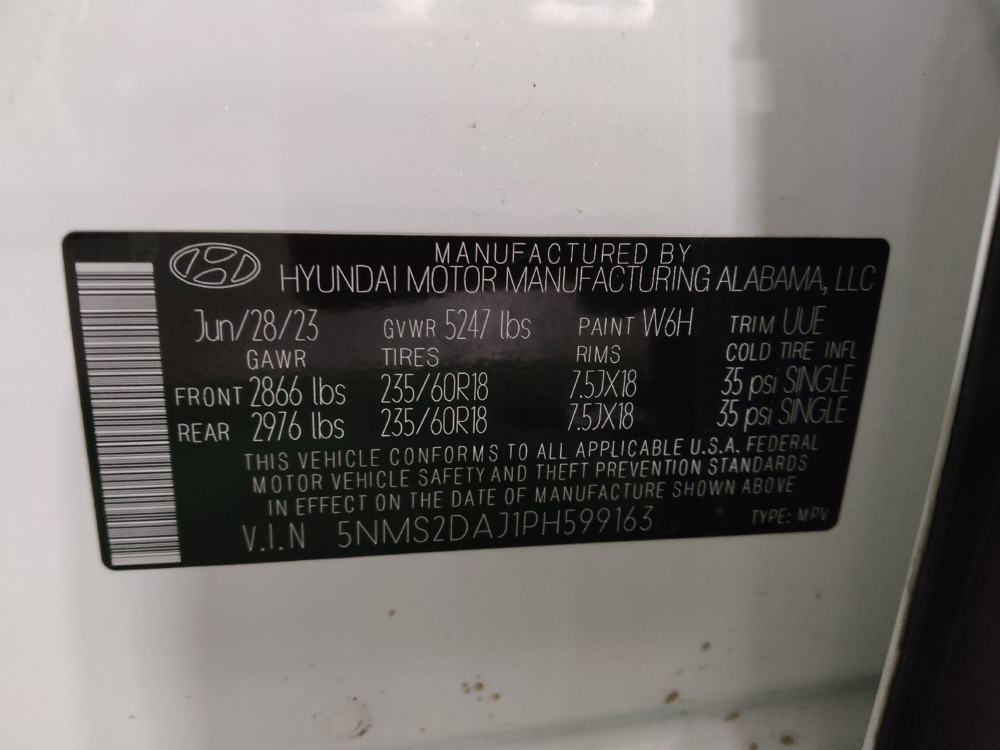 MANUFACTURED BY
HYUNDAI MOTOR MANUFACTURING ALABAMA, LLC
Jun/28/23 GVWR 5247 lbs PAINT W6H TRIM UUE
GAWR TIRES RIMS COLD TIRE INFL
FRONT 2866 lbs 235/60R18 7.5JX18 35 psi SINGLE
REAR 2976 lbs 235/60R18 7.5JX18 35 psi SINGLE
THIS VEHICLE CONFORMS TO ALL APPLICABLE U.S.A. FEDERAL
MOTOR VEHICLE SAFETY AND THEFT PREVENTION STANDARDS
IN EFFECT ON THE DATE OF MANUFACTURE SHOWN ABOVE
V.I.N 5NMS2DAJ1PH599163 TYPE: MPV